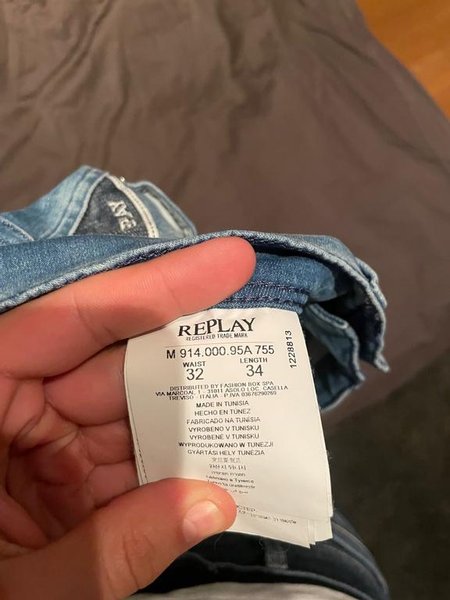 REPLAY
REGISTERED TRADE MARK
M 914.000.95A 755
WAIST LENGTH
32 34
1228813
DISTRIBUTED BY FASHION BOX SPA
VIA MARCONI, 1 - 31011 ASOLO LOC. CASELLA
TREVISO - ITALIA - P.IVA 03678290269
MADE IN TUNISIA
HECHO EN TÚNEZ
FABRICADO NA TUNÍSIA
VYROBENO V TUNISKU
VYROBENÉ V TUNISKU
WYPRODUKOWANO W TUNEZJI
GYÁRTÁSI HELY TUNÉZIA